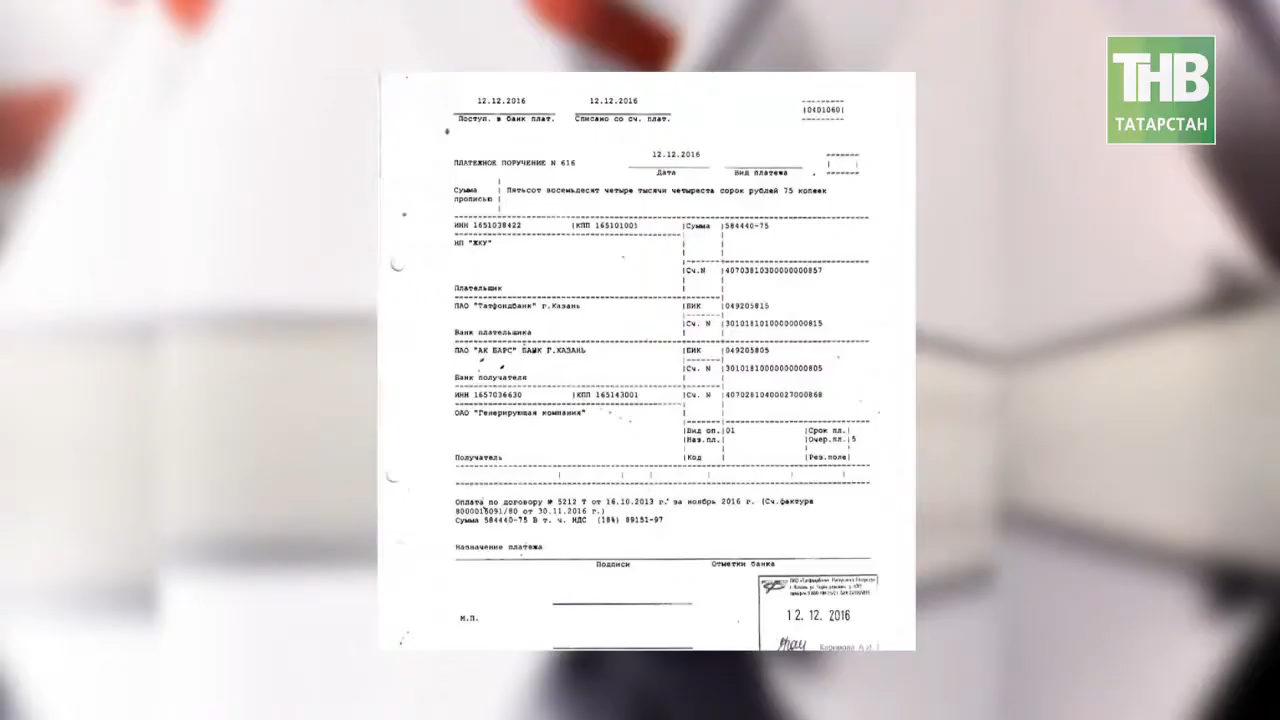 ТНВ
ТАТАРСТАН
12.12.2016 12.12.2016
Поступ. в банк плат. Списано со сч. плат. |0401060|
12.12.2016
ПЛАТЕЖНОЕ ПОРУЧЕНИЕ N 616
Дата Вид платежа
Сумма | Пятьсот восемьдесят четыре тысячи четыреста сорок рублей 75 копеек
прописью |
ИНН 1651038422 |КПП 165101001 |Сумма |584440-75
НП "ЖКУ"
|Сч.N |40703810300000000857
Плательщик
ПАО "Татфондбанк" г.Казань |БИК |049205815
|Сч. N |30101810100000000815
Банк плательщика
ПАО "АК БАРС" БАНК Г.КАЗАНЬ |БИК |049205805
|Сч. N |30101810000000000805
Банк получателя
ИНН 1657036630 |КПП 165143001 |Сч. N |40702810400027000868
ОАО "Генерирующая компания"
|Вид оп.|01 |Срок пл.|
|Наз.пл.| |Очер.пл.|5
Получатель |Код |Рез.поле|
Оплата по договору № 5212 Т от 16.10.2013 г. за ноябрь 2016 г. (Сч.фактура
8000016091/80 от 30.11.2016 г.)
Сумма 584440-75 В т. ч. НДС (18%) 89151-97
Назначение платежа
Подписи Отметки банка
12. 12. 2016
М.П.